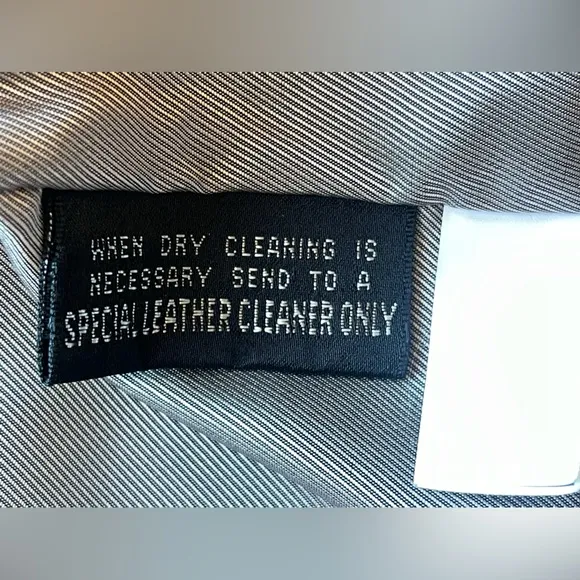 WHEN DRY CLEANING IS
NECESSARY SEND TO A
SPECIAL LEATHER CLEANER ONLY